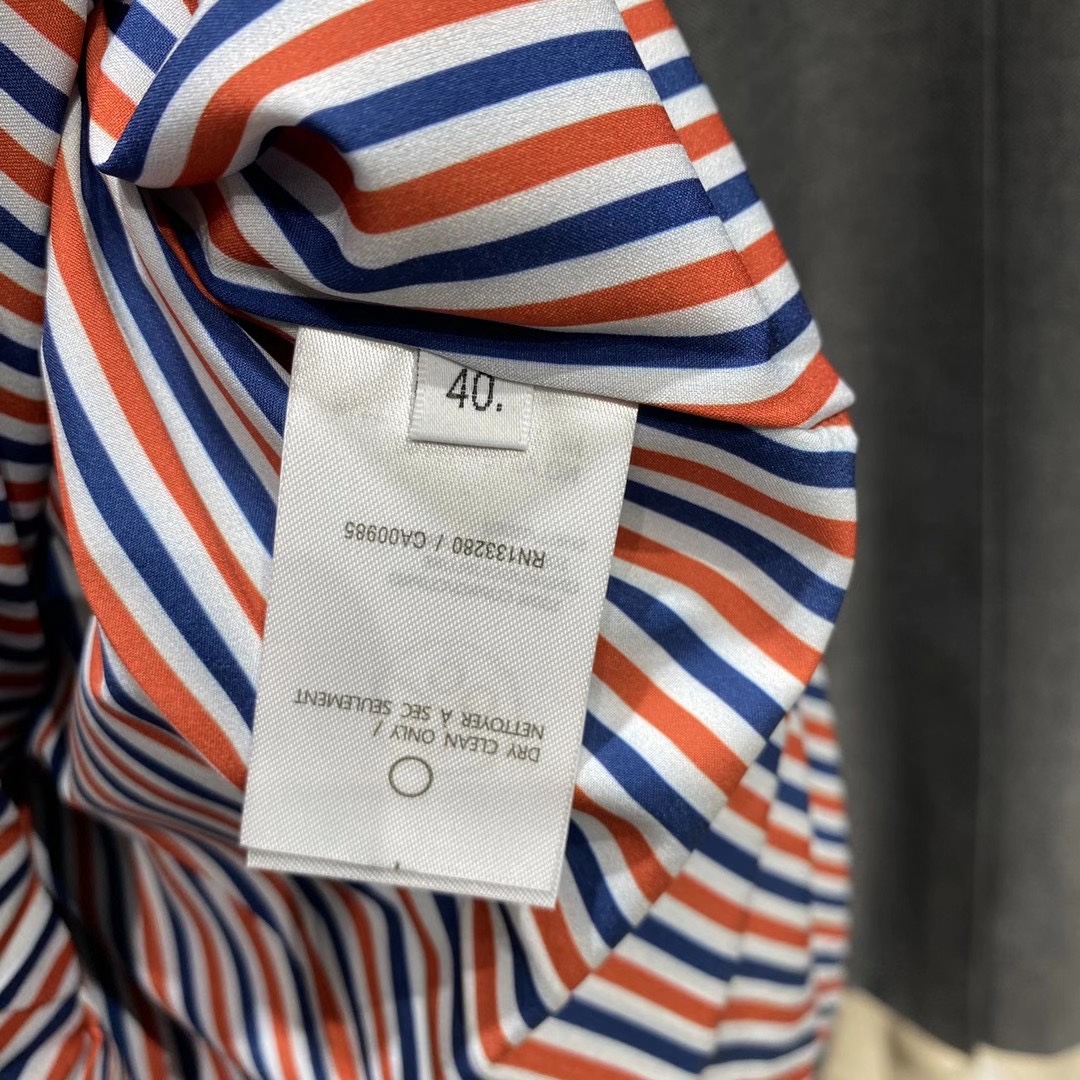 40.
DRY CLEAN ONLY /
NETTOYER À SEC SEULEMENT
RN133280 / CA00985